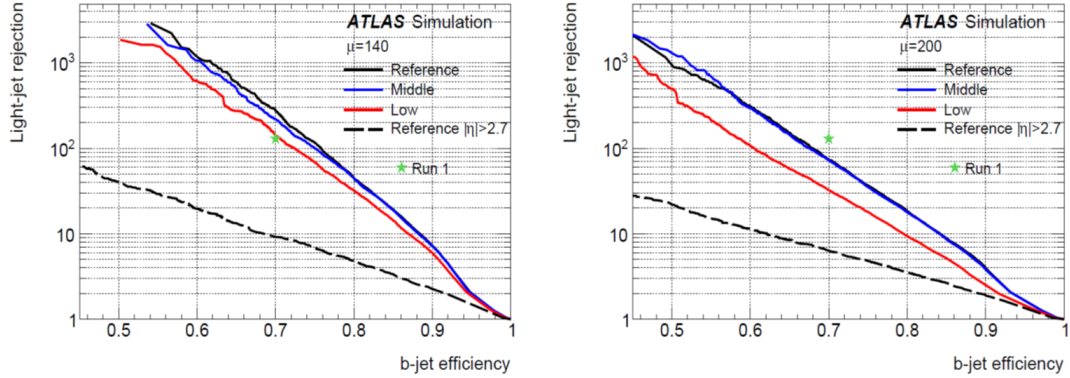 ATLAS Simulation
μ=140
Reference
Middle
Low
Reference |η|>2.7
Run 1
Light-jet rejection
10³
10²
10
1
0.5 0.6 0.7 0.8 0.9 1
b-jet efficiency
ATLAS Simulation
μ=200
Reference
Middle
Low
Reference |η|>2.7
Run 1
Light-jet rejection
10³
10²
10
1
0.5 0.6 0.7 0.8 0.9 1
b-jet efficiency